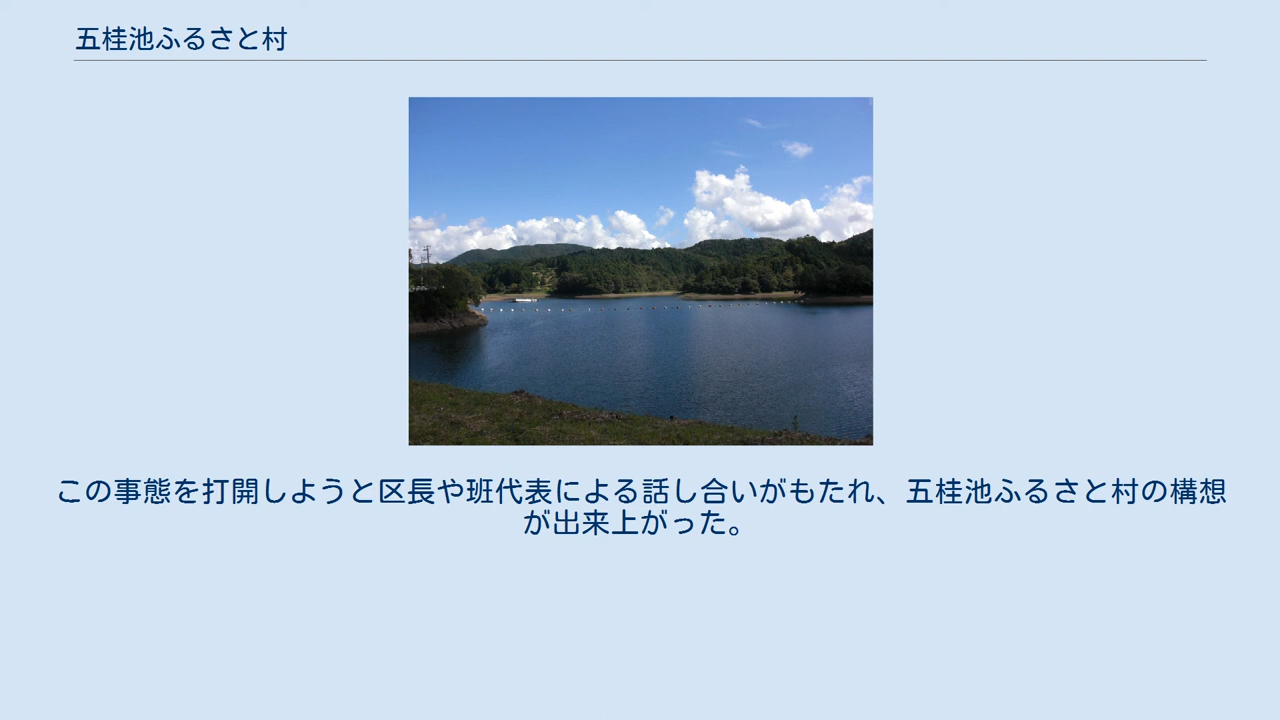 五桂池ふるさと村
この事態を打開しようと区長や班代表による話し合いがもたれ、五桂池ふるさと村の構想
が出来上がった。